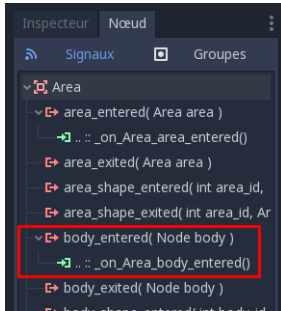 Inspecteur Nœud
Signaux Groupes
Area
area_entered( Area area )
.. :: _on_Area_area_entered()
area_exited( Area area )
area_shape_entered( int area_id,
area_shape_exited( int area_id, Ar
body_entered( Node body )
.. :: _on_Area_body_entered()
body_exited( Node body )